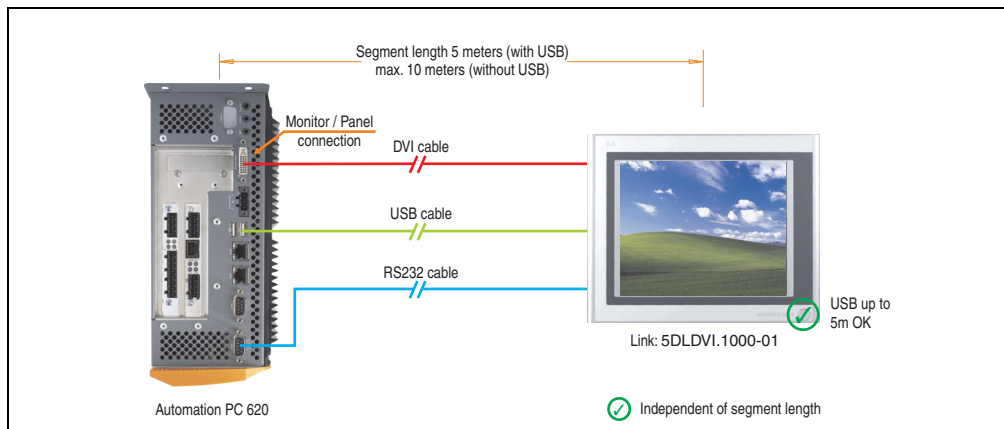 Segment length 5 meters (with USB)
max. 10 meters (without USB)
Monitor / Panel
connection
DVI cable
USB cable
RS232 cable
USB up to
5m OK
Link: 5DLDVI.1000-01
Automation PC 620
Independent of segment length